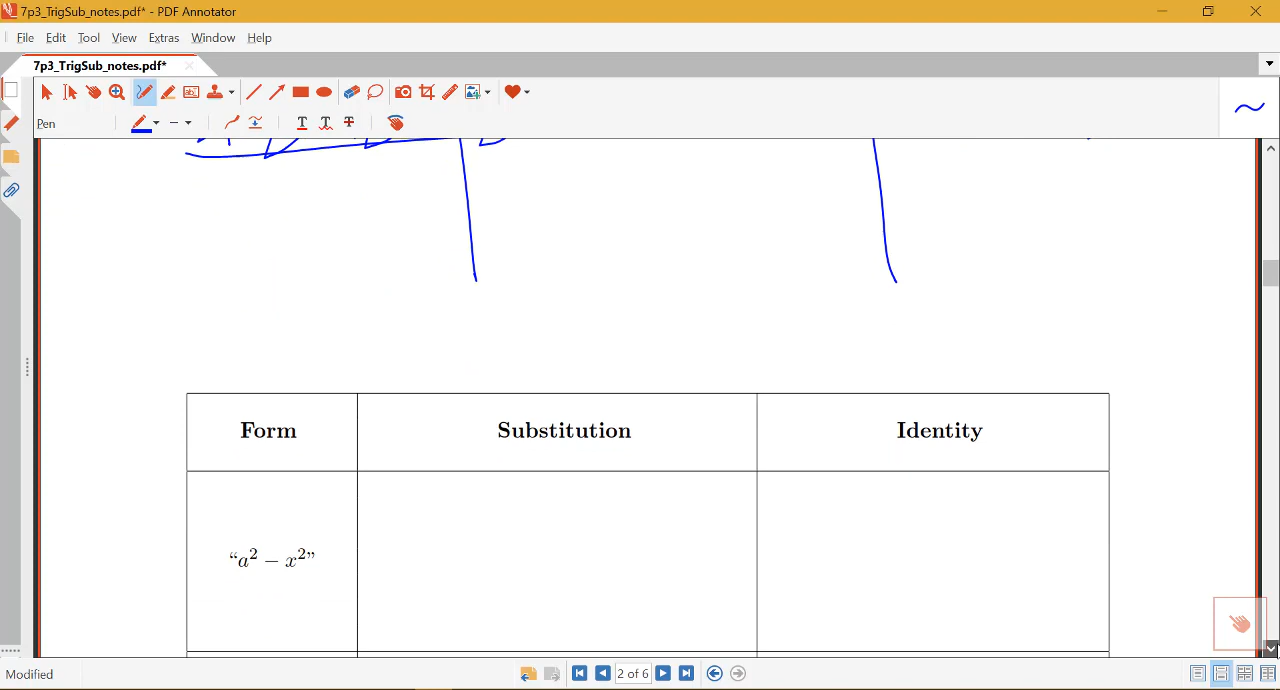 7p3_TrigSub_notes.pdf* - PDF Annotator
File Edit Tool View Extras Window Help
7p3_TrigSub_notes.pdf*
Pen
Form Substitution Identity
“a² − x²”
Modified
2 of 6